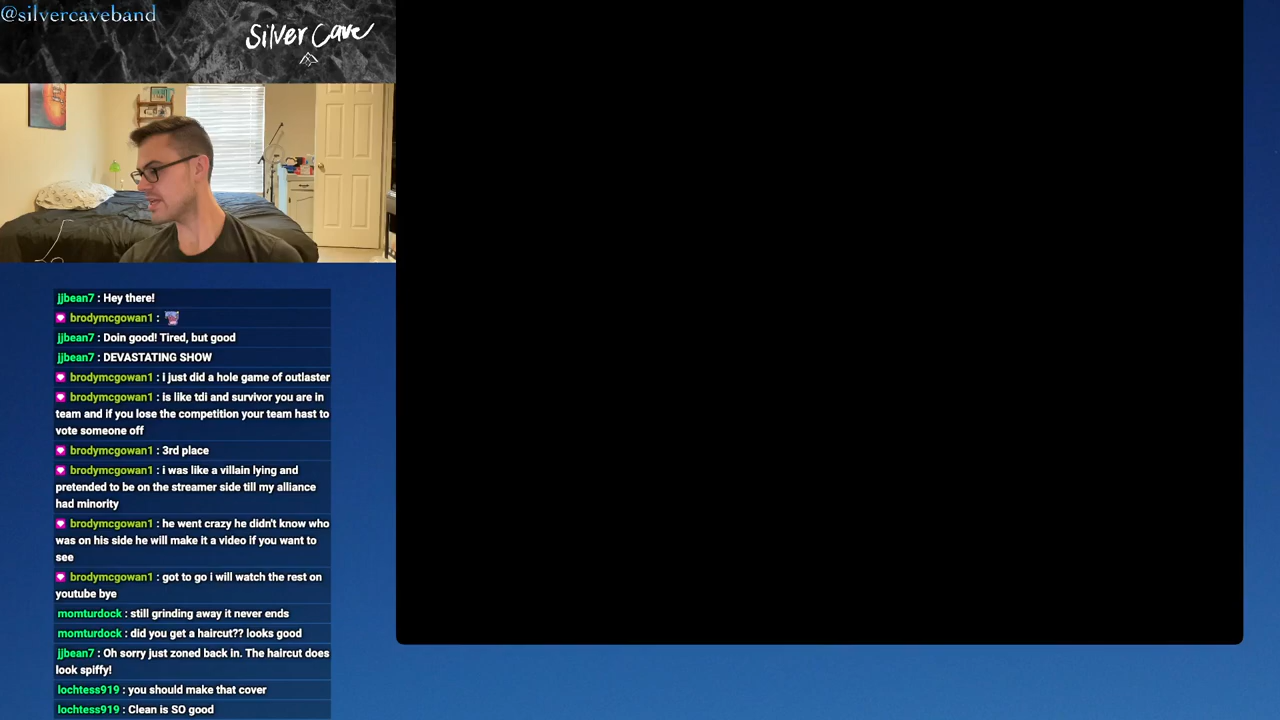 @silvercaveband
Silver Cave
jjbean7 : Hey there!
brodymcgowan1 :
jjbean7 : Doin good! Tired, but good
jjbean7 : DEVASTATING SHOW
brodymcgowan1 : i just did a hole game of outlaster
brodymcgowan1 : is like tdi and survivor you are in
team and if you lose the competition your team hast to
vote someone off
brodymcgowan1 : 3rd place
brodymcgowan1 : i was like a villain lying and
pretended to be on the streamer side till my alliance
had minority
brodymcgowan1 : he went crazy he didn't know who
was on his side he will make it a video if you want to
see
brodymcgowan1 : got to go i will watch the rest on
youtube bye
momturdock : still grinding away it never ends
momturdock : did you get a haircut?? looks good
jjbean7 : Oh sorry just zoned back in. The haircut does
look spiffy!
lochtess919 : you should make that cover
lochtess919 : Clean is SO good